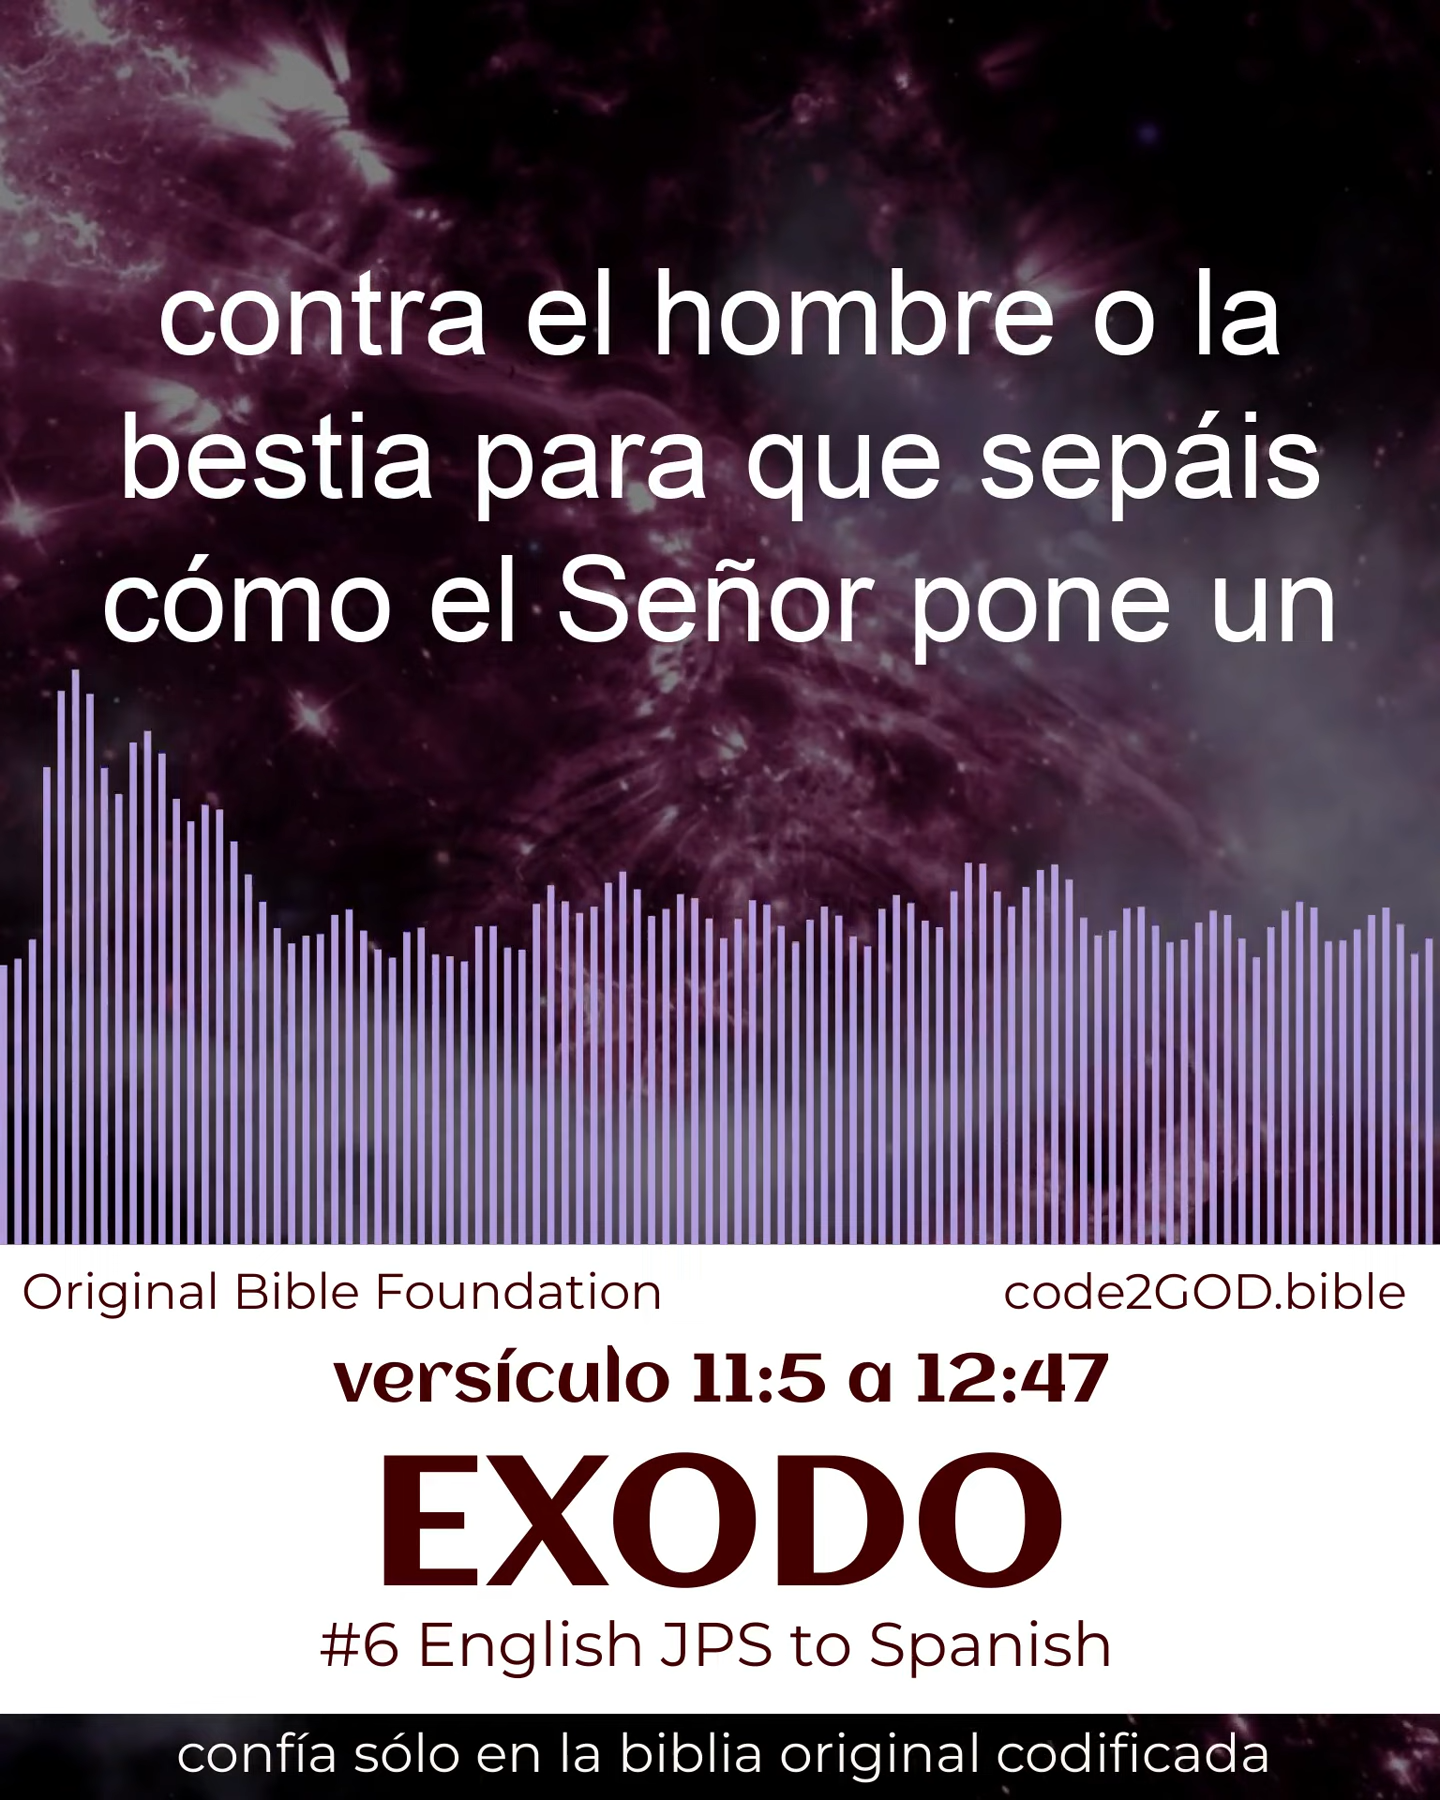 contra el hombre o la
bestia para que sepáis
cómo el Señor pone un
Original Bible Foundation
code2GOD.bible
versículo 11:5 a 12:47
EXODO
#6 English JPS to Spanish
confía sólo en la biblia original codificada